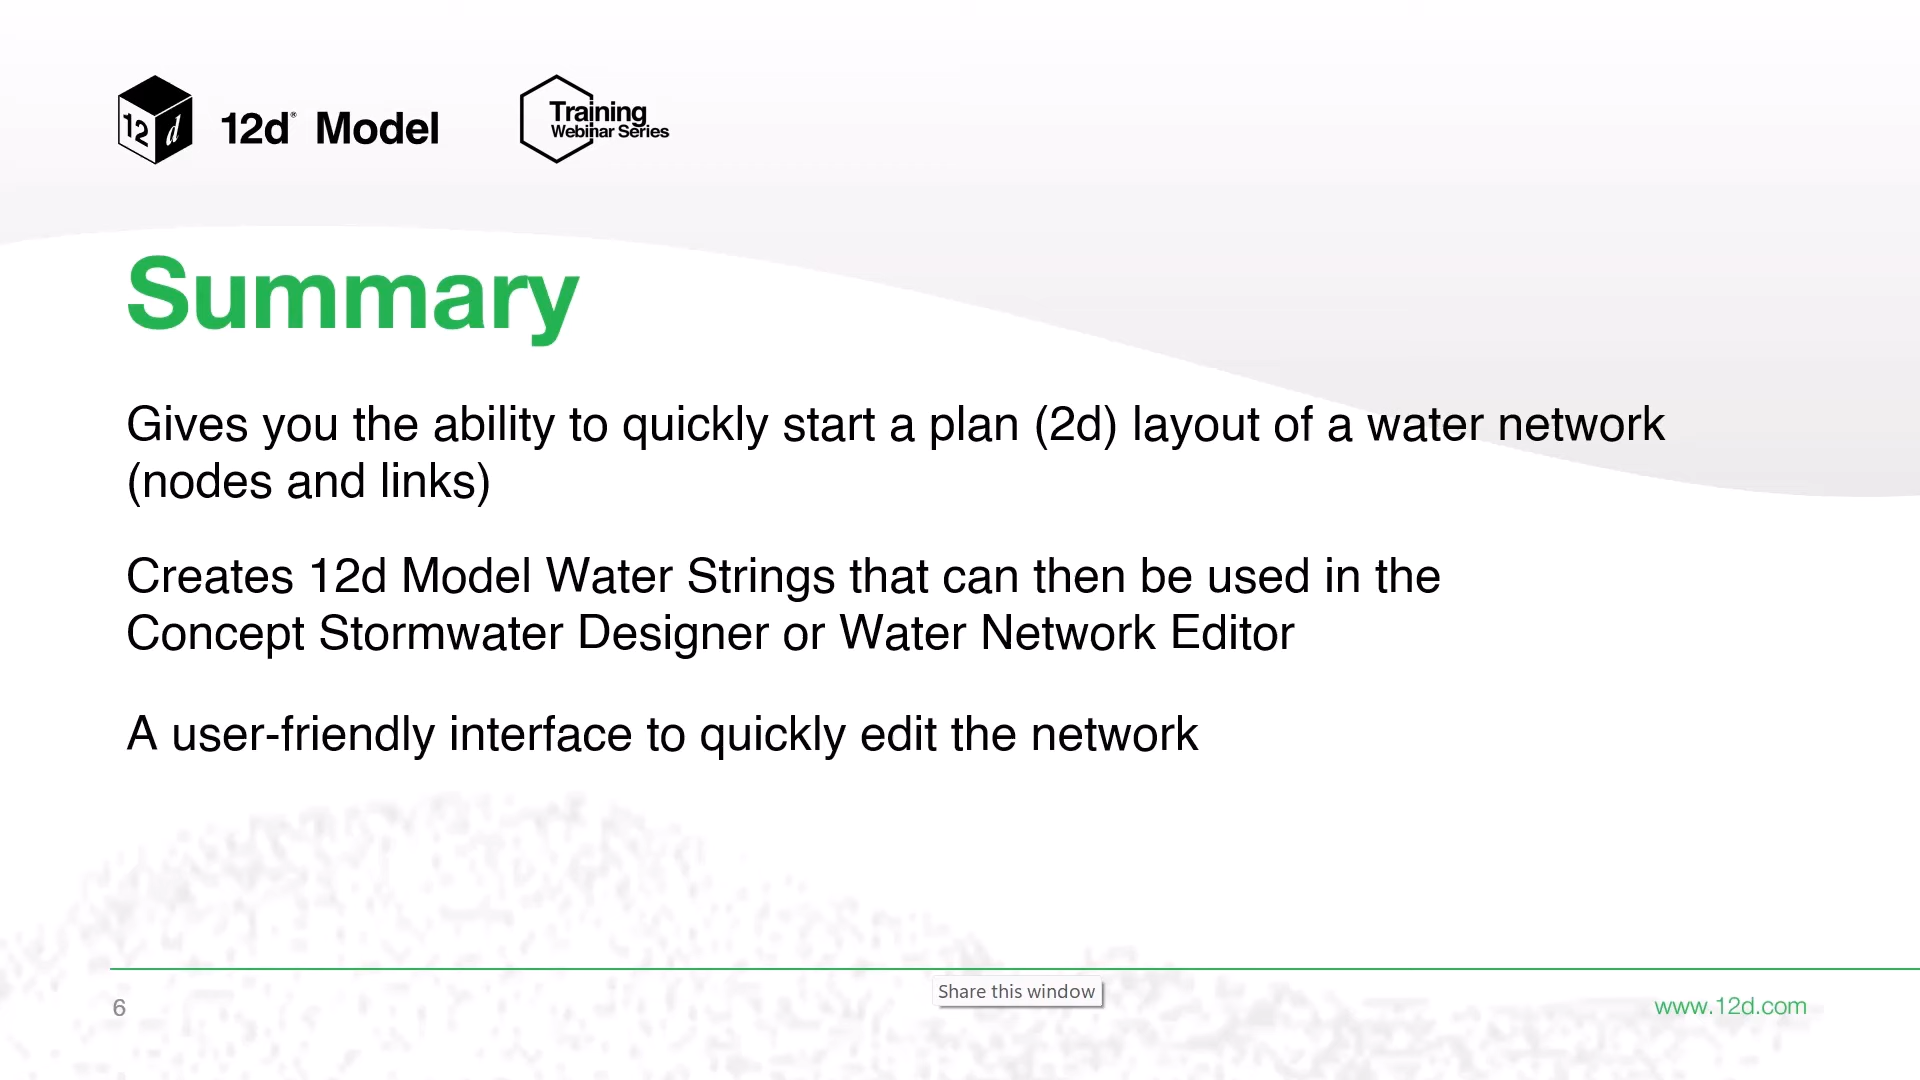 12d® Model
Training
Webinar Series
Summary
Gives you the ability to quickly start a plan (2d) layout of a water network
(nodes and links)
Creates 12d Model Water Strings that can then be used in the
Concept Stormwater Designer or Water Network Editor
A user-friendly interface to quickly edit the network
Share this window
6
www.12d.com